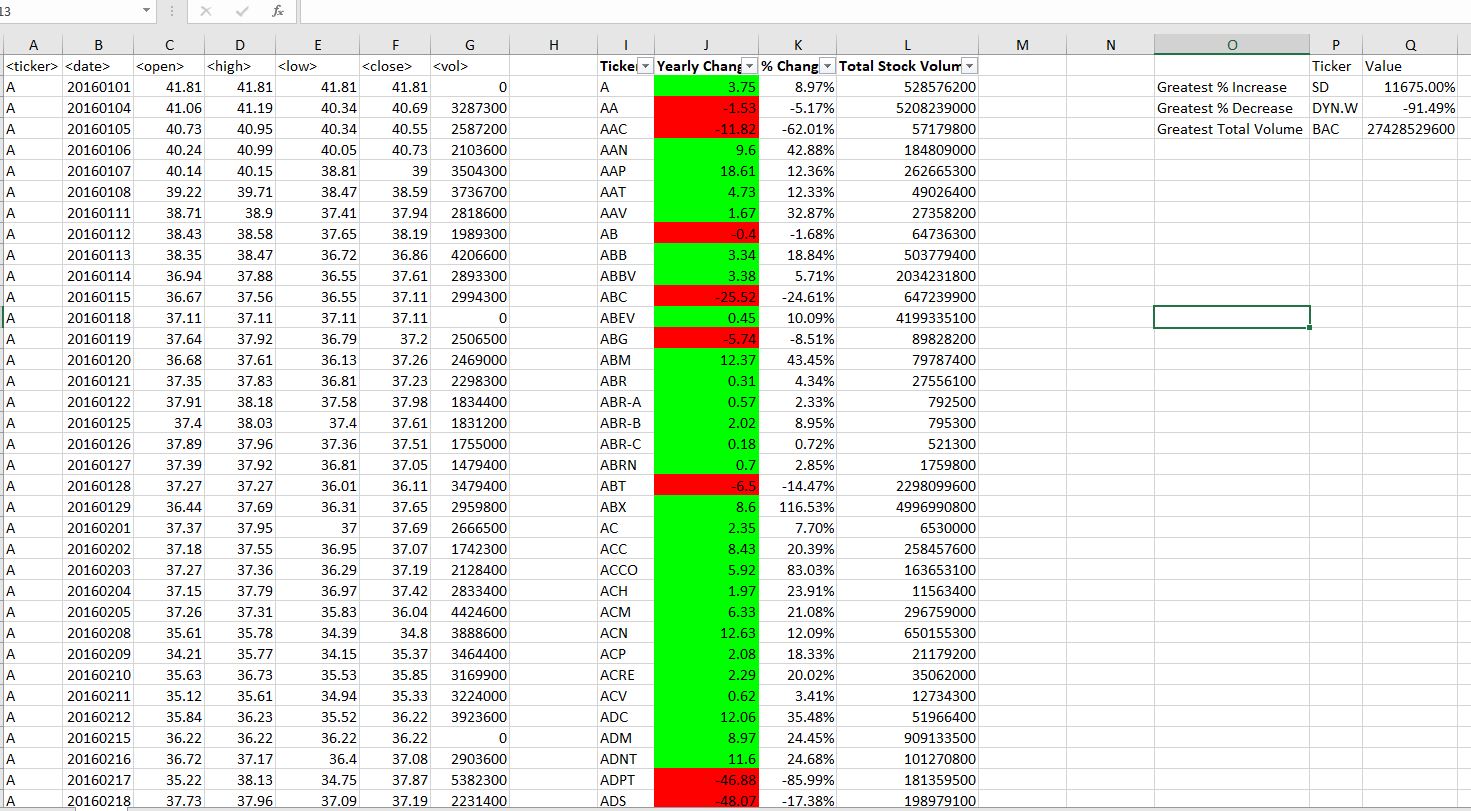 13 fx
A B C D E F G H I J K L M N O P Q
<ticker> <date> <open> <high> <low> <close> <vol> Ticke Yearly Chang % Chang Total Stock Volum Ticker Value
A 20160101 41.81 41.81 41.81 41.81 0 A 3.75 8.97% 528576200 Greatest % Increase SD 11675.00%
A 20160104 41.06 41.19 40.34 40.69 3287300 AA -1.53 -5.17% 5208239000 Greatest % Decrease DYN.W -91.49%
A 20160105 40.73 40.95 40.34 40.55 2587200 AAC -11.82 -62.01% 57179800 Greatest Total Volume BAC 27428529600
A 20160106 40.24 40.99 40.05 40.73 2103600 AAN 9.6 42.88% 184809000
A 20160107 40.14 40.15 38.81 39 3504300 AAP 18.61 12.36% 262665300
A 20160108 39.22 39.71 38.47 38.59 3736700 AAT 4.73 12.33% 49026400
A 20160111 38.71 38.9 37.41 37.94 2818600 AAV 1.67 32.87% 27358200
A 20160112 38.43 38.58 37.65 38.19 1989300 AB -0.4 -1.68% 64736300
A 20160113 38.35 38.47 36.72 36.86 4206600 ABB 3.34 18.84% 503779400
A 20160114 36.94 37.88 36.55 37.61 2893300 ABBV 3.38 5.71% 2034231800
A 20160115 36.67 37.56 36.55 37.11 2994300 ABC -25.52 -24.61% 647239900
A 20160118 37.11 37.11 37.11 37.11 0 ABEV 0.45 10.09% 4199335100
A 20160119 37.64 37.92 36.79 37.2 2506500 ABG -5.74 -8.51% 89828200
A 20160120 36.68 37.61 36.13 37.26 2469000 ABM 12.37 43.45% 79787400
A 20160121 37.35 37.83 36.81 37.23 2298300 ABR 0.31 4.34% 27556100
A 20160122 37.91 38.18 37.58 37.98 1834400 ABR-A 0.57 2.33% 792500
A 20160125 37.4 38.03 37.4 37.61 1831200 ABR-B 2.02 8.95% 795300
A 20160126 37.89 37.96 37.36 37.51 1755000 ABR-C 0.18 0.72% 521300
A 20160127 37.39 37.92 36.81 37.05 1479400 ABRN 0.7 2.85% 1759800
A 20160128 37.27 37.27 36.01 36.11 3479400 ABT -6.5 -14.47% 2298099600
A 20160129 36.44 37.69 36.31 37.65 2959800 ABX 8.6 116.53% 4996990800
A 20160201 37.37 37.95 37 37.69 2666500 AC 2.35 7.70% 6530000
A 20160202 37.18 37.55 36.95 37.07 1742300 ACC 8.43 20.39% 258457600
A 20160203 37.27 37.36 36.29 37.19 2128400 ACCO 5.92 83.03% 163653100
A 20160204 37.15 37.79 36.97 37.42 2833400 ACH 1.97 23.91% 11563400
A 20160205 37.26 37.31 35.83 36.04 4424600 ACM 6.33 21.08% 296759000
A 20160208 35.61 35.78 34.39 34.8 3888600 ACN 12.63 12.09% 650155300
A 20160209 34.21 35.77 34.15 35.37 3464400 ACP 2.08 18.33% 21179200
A 20160210 35.63 36.73 35.53 35.85 3169900 ACRE 2.29 20.02% 35062000
A 20160211 35.12 35.61 34.94 35.33 3224000 ACV 0.62 3.41% 12734300
A 20160212 35.84 36.23 35.52 36.22 3923600 ADC 12.06 35.48% 51966400
A 20160215 36.22 36.22 36.22 36.22 0 ADM 8.97 24.45% 909133500
A 20160216 36.72 37.17 36.4 37.08 2903600 ADNT 11.6 24.68% 101270800
A 20160217 35.22 38.13 34.75 37.87 5382300 ADPT -46.88 -85.99% 181359500
A 20160218 37.73 37.96 37.09 37.19 2231400 ADS -48.07 -17.38% 198979100